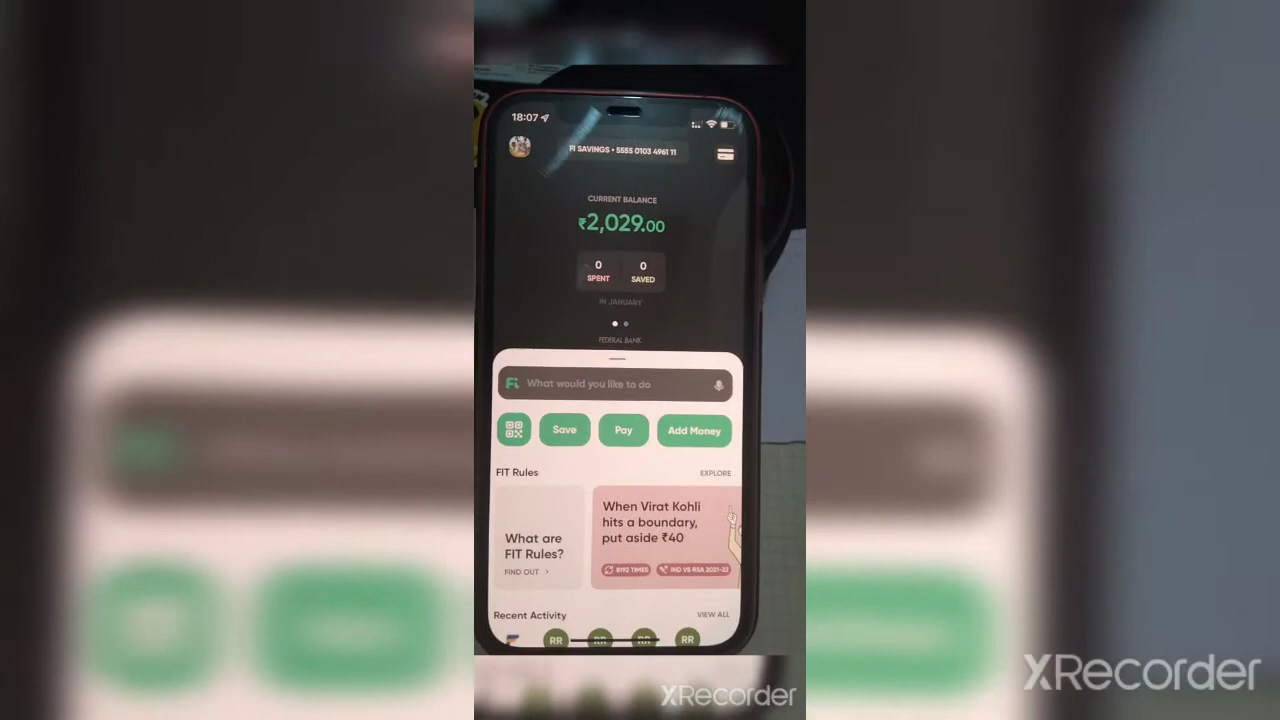 18:07
FI SAVINGS • 5555 0103 4961 11
CURRENT BALANCE
₹2,029.00
0 0
SPENT SAVED
IN JANUARY
FEDERAL BANK
Fi What would you like to do
Save Pay Add Money
FIT Rules EXPLORE
What are
FIT Rules?
FIND OUT >
When Virat Kohli
hits a boundary,
put aside ₹40
8192 TIMES IND VS RSA 2021-22
Recent Activity VIEW ALL
RR RR RR RR
XRecorder
XRecorder